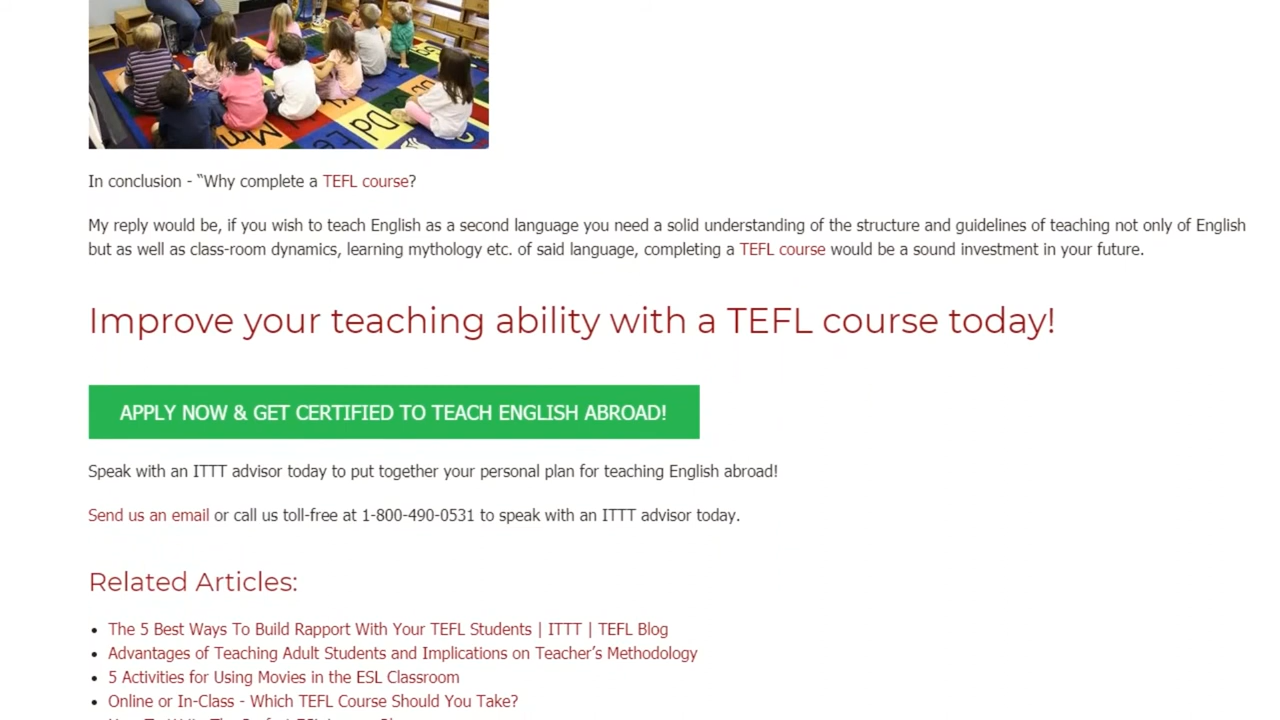 Mm
Dd
In conclusion - “Why complete a TEFL course?
My reply would be, if you wish to teach English as a second language you need a solid understanding of the structure and guidelines of teaching not only of English
but as well as class-room dynamics, learning mythology etc. of said language, completing a TEFL course would be a sound investment in your future.
Improve your teaching ability with a TEFL course today!
APPLY NOW & GET CERTIFIED TO TEACH ENGLISH ABROAD!
Speak with an ITTT advisor today to put together your personal plan for teaching English abroad!
Send us an email or call us toll-free at 1-800-490-0531 to speak with an ITTT advisor today.
Related Articles:
• The 5 Best Ways To Build Rapport With Your TEFL Students | ITTT | TEFL Blog
• Advantages of Teaching Adult Students and Implications on Teacher’s Methodology
• 5 Activities for Using Movies in the ESL Classroom
• Online or In-Class - Which TEFL Course Should You Take?